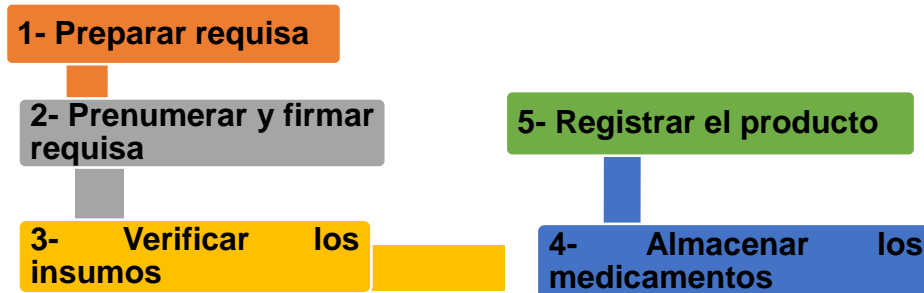 1- Preparar requisa
2- Prenumerar y firmar
requisa
3- Verificar los
insumos
4- Almacenar los
medicamentos
5- Registrar el producto